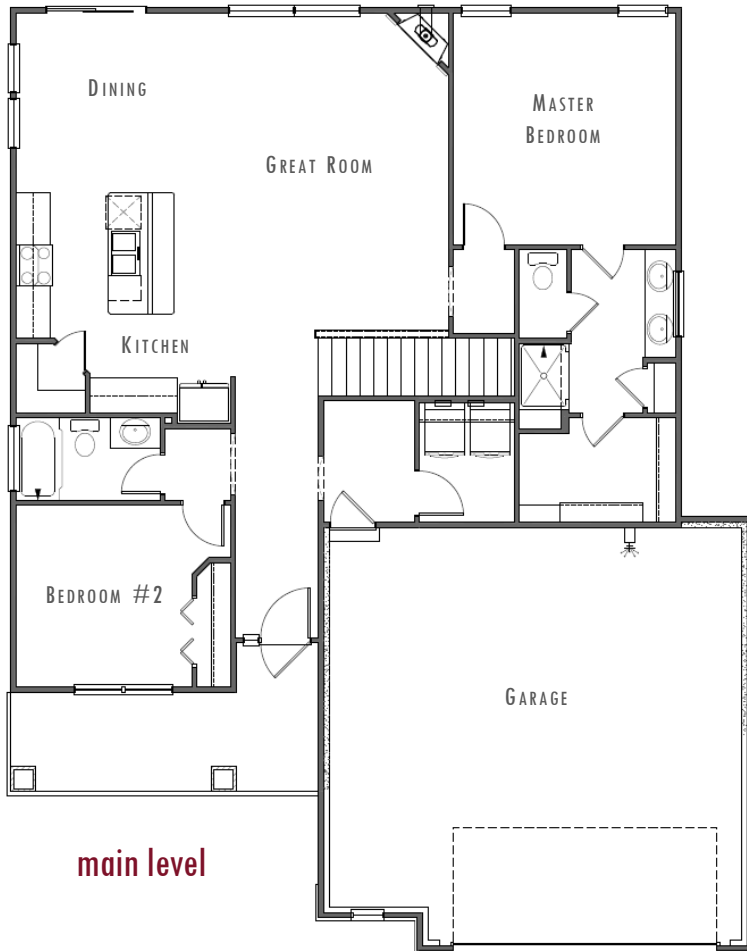 Dining
Master
Bedroom
Great Room
Kitchen
Bedroom #2
Garage
main level